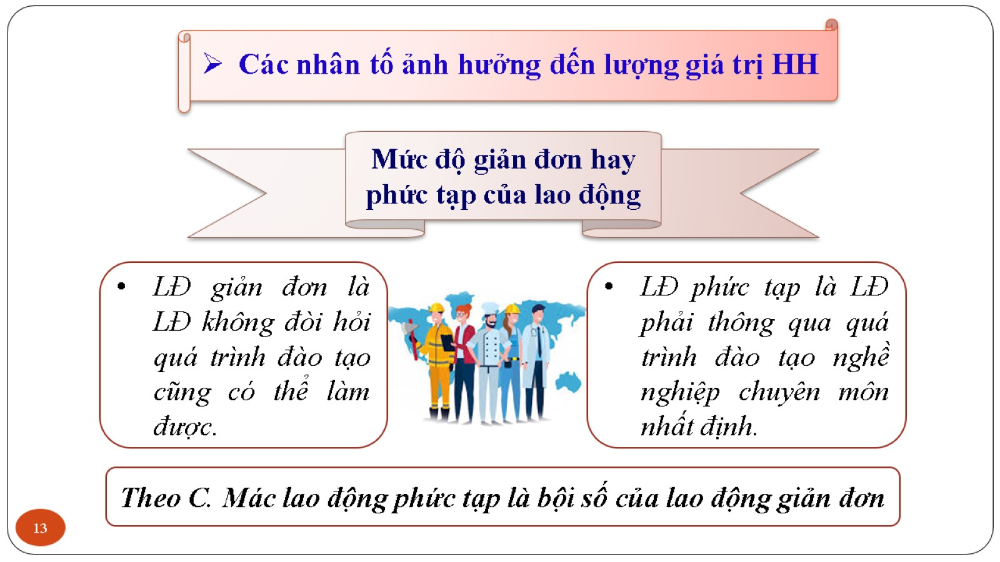 ➢ Các nhân tố ảnh hưởng đến lượng giá trị HH
Mức độ giản đơn hay
phức tạp của lao động
• LĐ giản đơn là
LĐ không đòi hỏi
quá trình đào tạo
cũng có thể làm
được.
• LĐ phức tạp là LĐ
phải thông qua quá
trình đào tạo nghề
nghiệp chuyên môn
nhất định.
Theo C. Mác lao động phức tạp là bội số của lao động giản đơn
13